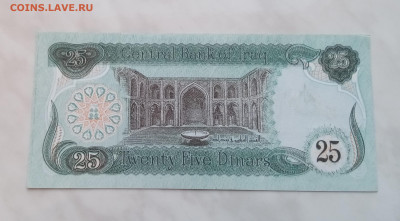 COINS.LAVE.RU
25 Central Bank of Iraq 25
25 Twenty Five Dinars 25